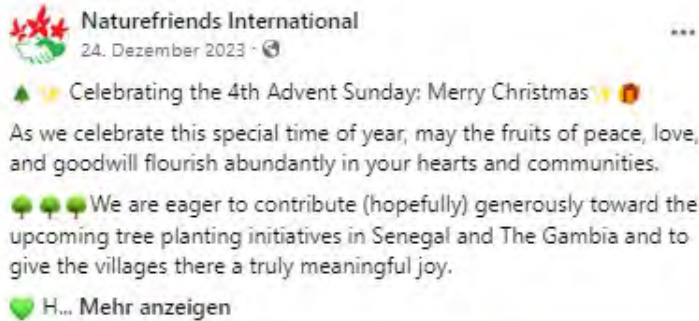 Naturefriends International
24. Dezember 2023 ·
🌲 ✨ Celebrating the 4th Advent Sunday: Merry Christmas ✨ 🎁
As we celebrate this special time of year, may the fruits of peace, love,
and goodwill flourish abundantly in your hearts and communities.
🌳 🌳 🌳 We are eager to contribute (hopefully) generously toward the
upcoming tree planting initiatives in Senegal and The Gambia and to
give the villages there a truly meaningful joy.
💚 H... Mehr anzeigen